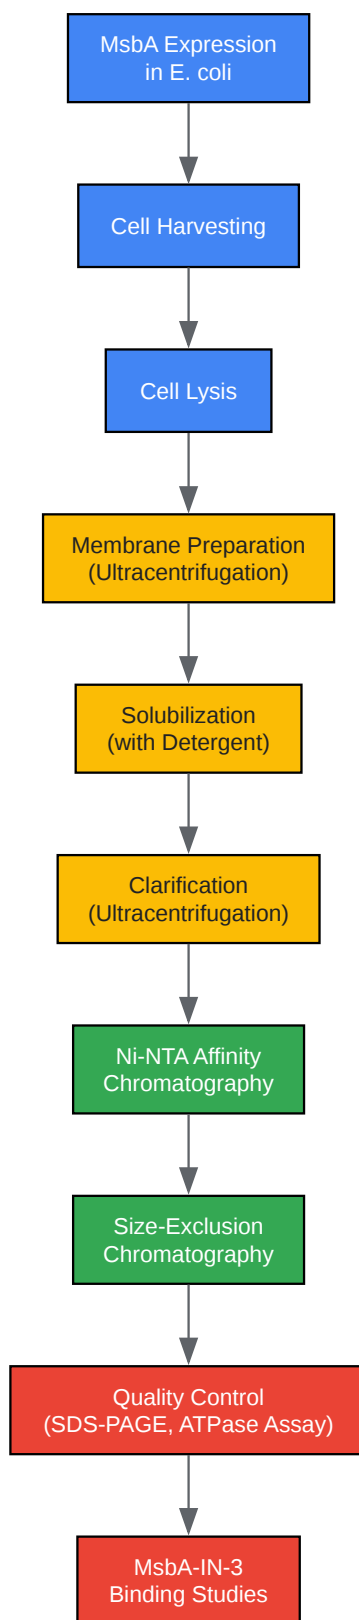 MsbA Expression
in E. coli
Cell Harvesting
Cell Lysis
Membrane Preparation
(Ultracentrifugation)
Solubilization
(with Detergent)
Clarification
(Ultracentrifugation)
Ni-NTA Affinity
Chromatography
Size-Exclusion
Chromatography
Quality Control
(SDS-PAGE, ATPase Assay)
MsbA-IN-3
Binding Studies